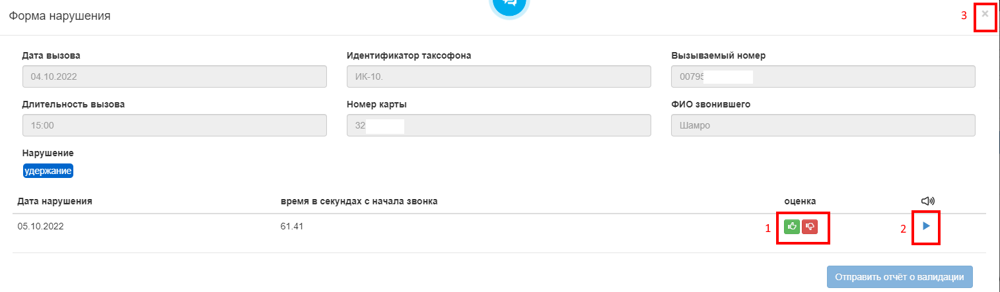 Форма нарушения
3 ×
Дата вызова Идентификатор таксофона Вызываемый номер
04.10.2022 ИК-10. 00795
Длительность вызова Номер карты ФИО звонившего
15:00 32 Шамро
Нарушение
удержание
Дата нарушения время в секундах с начала звонка оценка
05.10.2022 61.41 1 2
Отправить отчёт о валидации